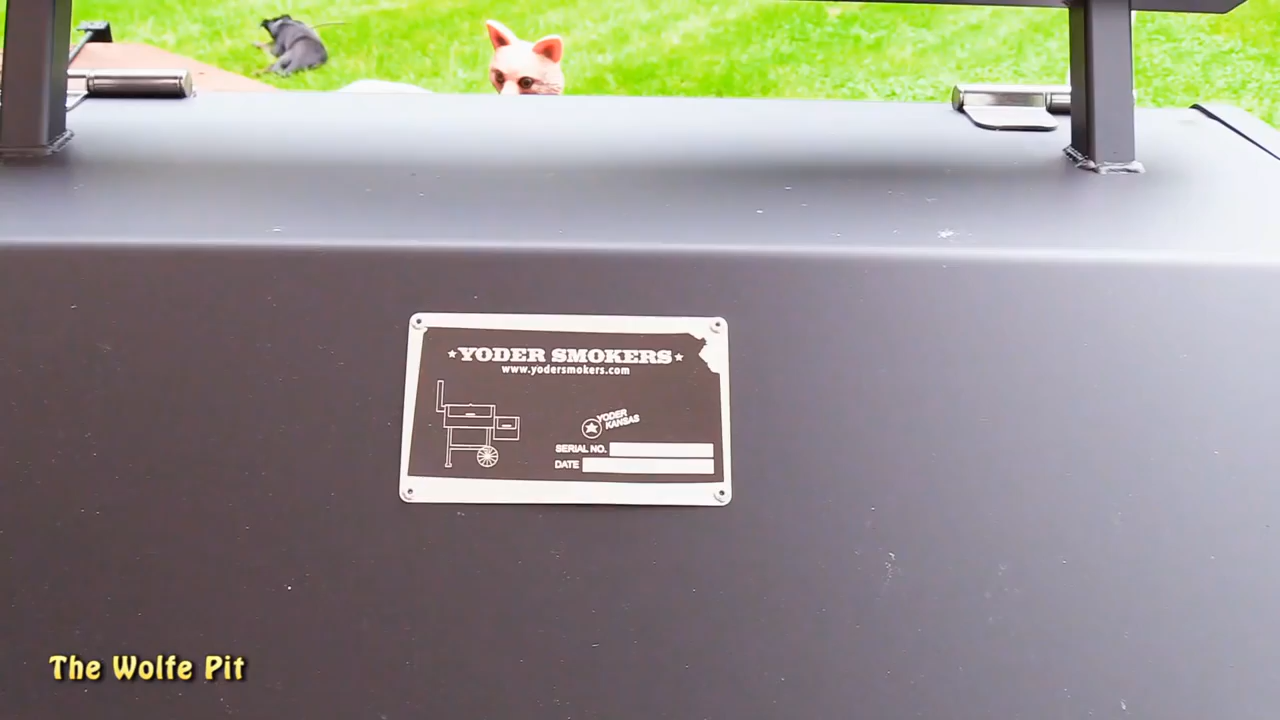 ★YODER SMOKERS★
www.yodersmokers.com
YODER
KANSAS
SERIAL NO.
DATE
The Wolfe Pit